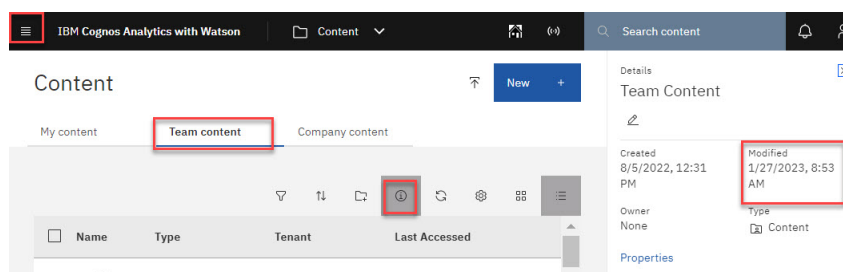 IBM Cognos Analytics with Watson
Content
Search content
Content
New +
My content
Team content
Company content
Name
Type
Tenant
Last Accessed
Details
Team Content
Created
8/5/2022, 12:31
PM
Modified
1/27/2023, 8:53
AM
Owner
None
Type
Content
Properties